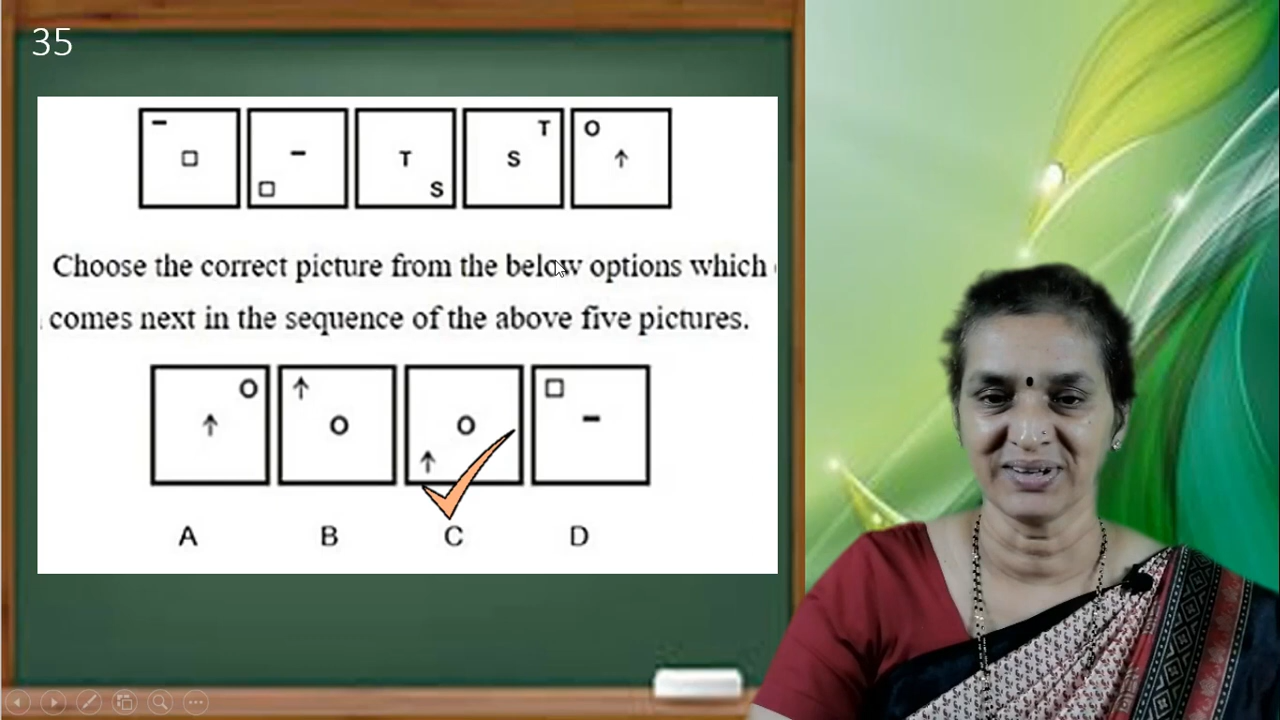 35
T
T
O
S
S
Choose the correct picture from the below options which
comes next in the sequence of the above five pictures.
O
O
O
A
B
C
D